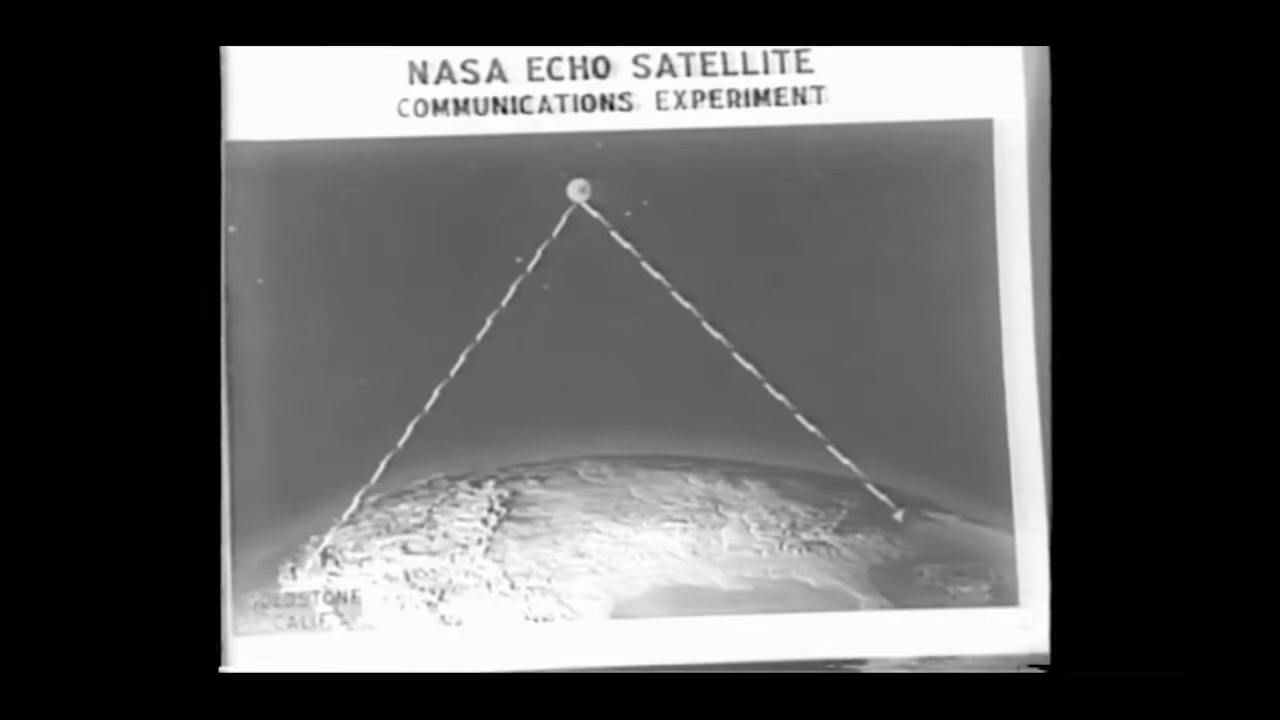 NASA ECHO SATELLITE
COMMUNICATIONS EXPERIMENT
GOLDSTONE
CALIF